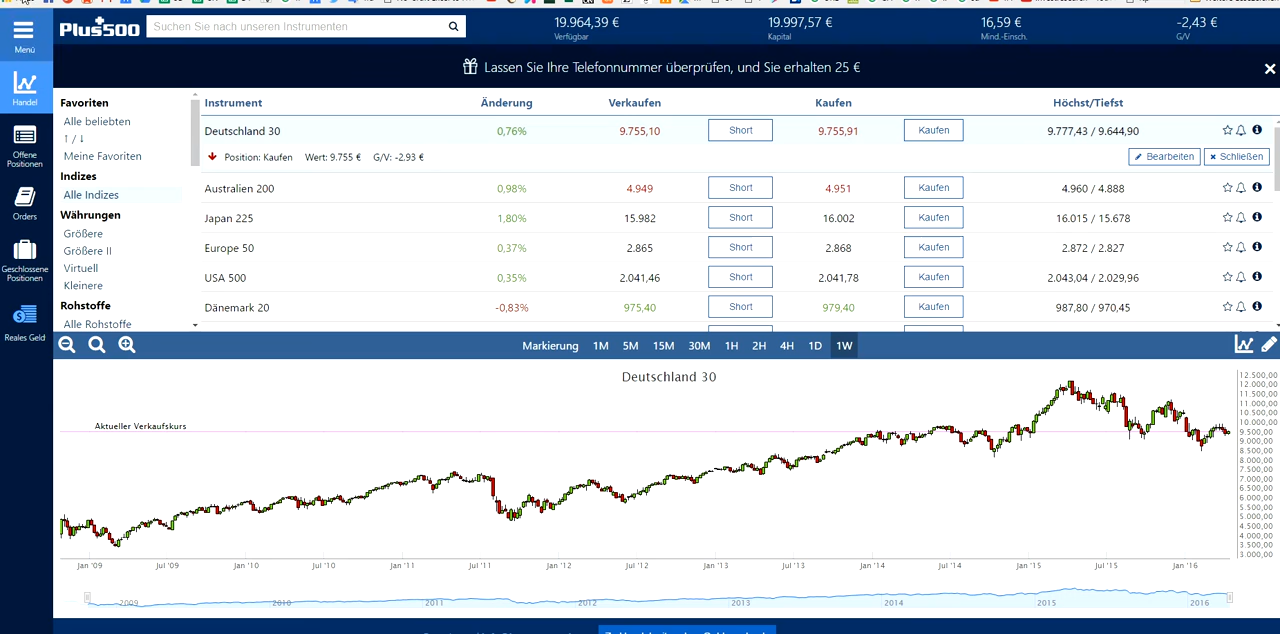 Menü
Plus500
Suchen Sie nach unseren Instrumenten
19.964,39 € 19.997,57 € 16,59 € -2,43 €
Verfügbar Kapital Mind.-Einsch. G/V
Lassen Sie Ihre Telefonnummer überprüfen, und Sie erhalten 25 €
Handel
Offene
Positionen
Orders
Geschlossene
Positionen
Reales Geld
Favoriten
Alle beliebten
↑ / ↓
Meine Favoriten
Indizes
Alle Indizes
Währungen
Größere
Größere II
Virtuell
Kleinere
Rohstoffe
Alle Rohstoffe
Instrument Änderung Verkaufen Kaufen Höchst/Tiefst
Deutschland 30 0,76% 9.755,10 Short 9.755,91 Kaufen 9.777,43 / 9.644,90
Position: Kaufen Wert: 9.755 € G/V: -2,93 € Bearbeiten Schließen
Australien 200 0,98% 4.949 Short 4.951 Kaufen 4.960 / 4.888
Japan 225 1,80% 15.982 Short 16.002 Kaufen 16.015 / 15.678
Europe 50 0,37% 2.865 Short 2.868 Kaufen 2.872 / 2.827
USA 500 0,35% 2.041,46 Short 2.041,78 Kaufen 2.043,04 / 2.029,96
Dänemark 20 -0,83% 975,40 Short 979,40 Kaufen 987,80 / 970,45
Markierung 1M 5M 15M 30M 1H 2H 4H 1D 1W
Deutschland 30
Aktueller Verkaufskurs
12.500,00
12.000,00
11.500,00
11.000,00
10.500,00
10.000,00
9.500,00
9.000,00
8.500,00
8.000,00
7.500,00
7.000,00
6.500,00
6.000,00
5.500,00
5.000,00
4.500,00
4.000,00
3.500,00
3.000,00
Jan '09 Jul '09 Jan '10 Jul '10 Jan '11 Jul '11 Jan '12 Jul '12 Jan '13 Jul '13 Jan '14 Jul '14 Jan '15 Jul '15 Jan '16
2009 2010 2011 2012 2013 2014 2015 2016